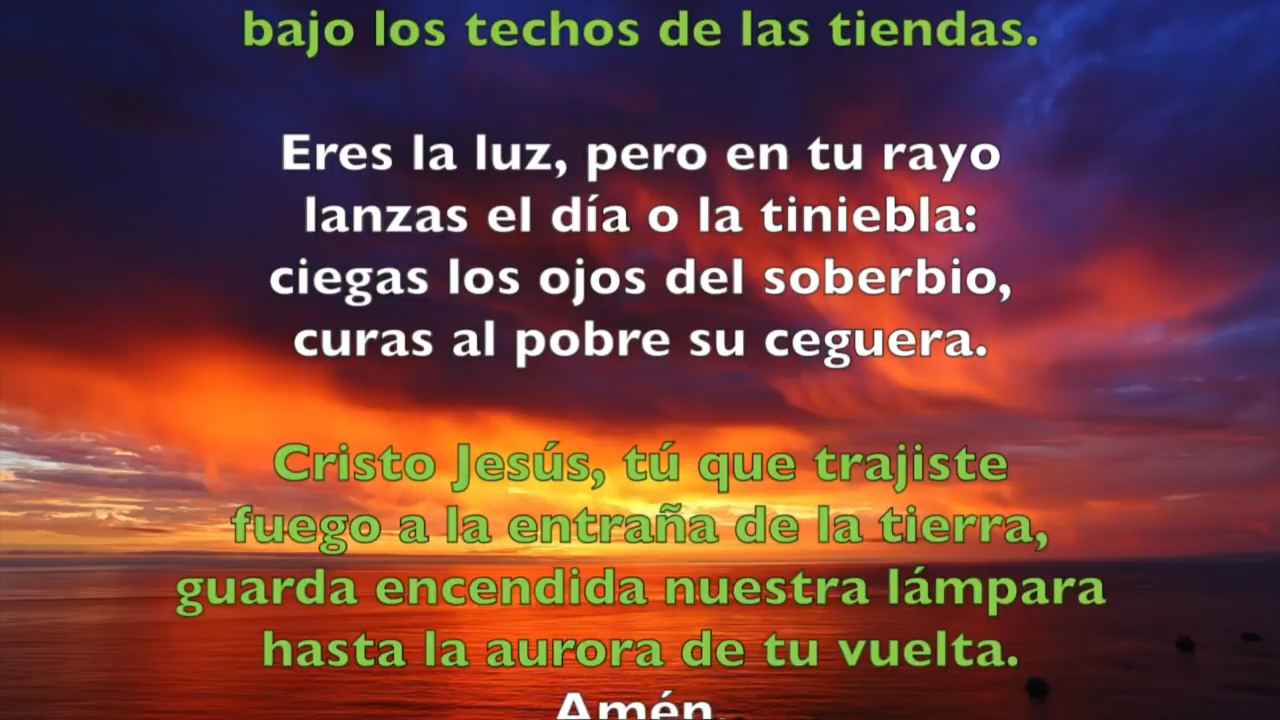 bajo los techos de las tiendas.
Eres la luz, pero en tu rayo
lanzas el día o la tiniebla:
ciegas los ojos del soberbio,
curas al pobre su ceguera.
Cristo Jesús, tú que trajiste
fuego a la entraña de la tierra,
guarda encendida nuestra lámpara
hasta la aurora de tu vuelta.
Amén.